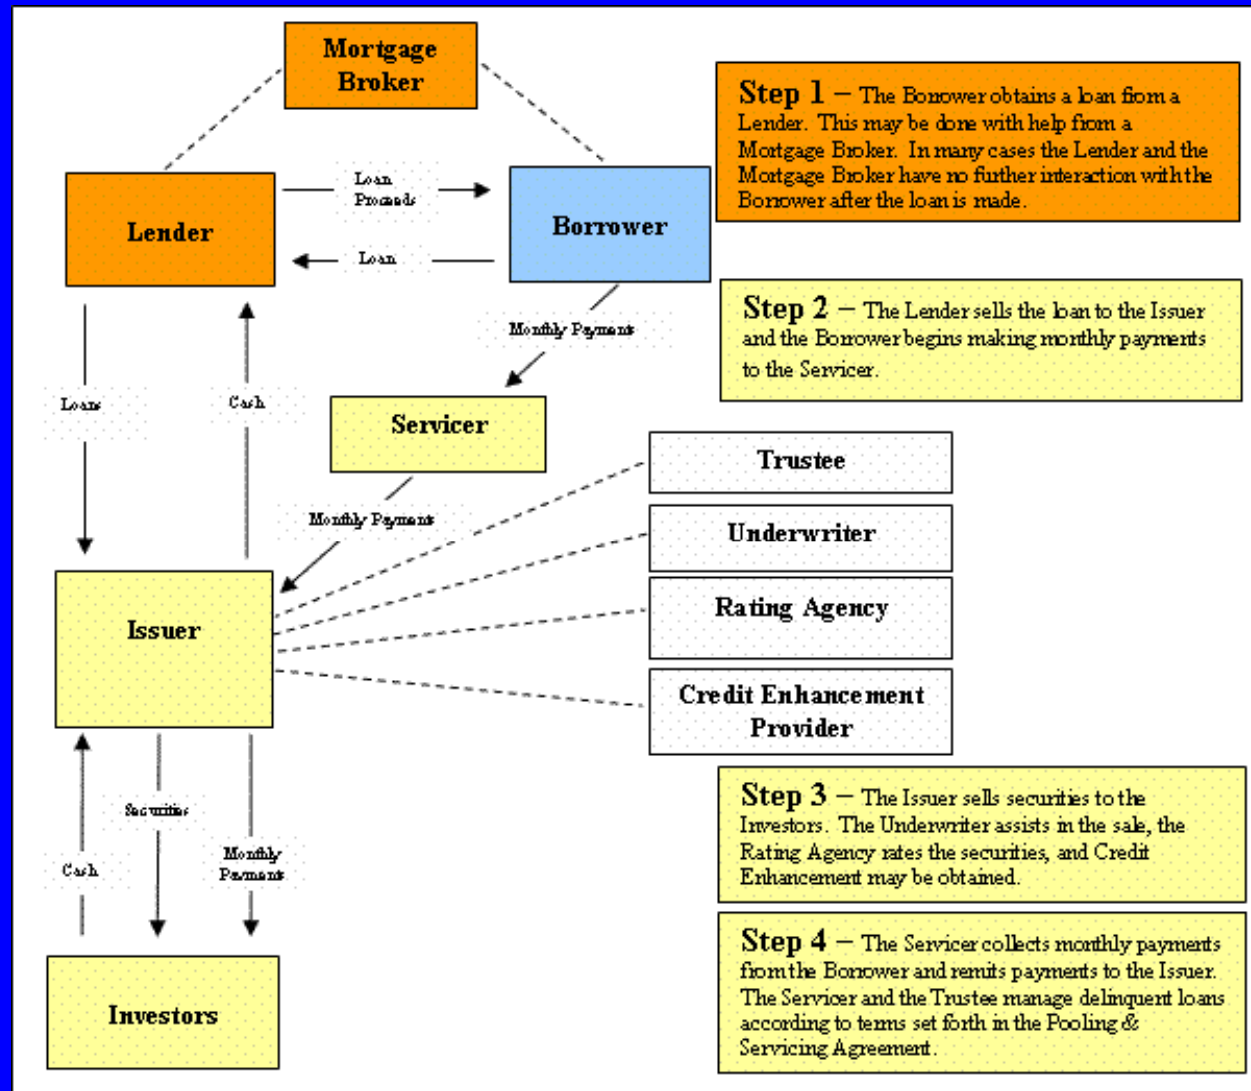 Mortgage
Broker
Step 1 – The Borrower obtains a loan from a
Lender. This may be done with help from a
Mortgage Broker. In many cases the Lender and the
Mortgage Broker have no further interaction with the
Borrower after the loan is made.
Loan
Proceeds
Lender
Borrower
Loan
Step 2 – The Lender sells the loan to the Issuer
and the Borrower begins making monthly payments
to the Servicer.
Monthly Payments
Loans
Cash
Servicer
Trustee
Monthly Payments
Underwriter
Rating Agency
Issuer
Credit Enhancement
Provider
Securities
Cash
Monthly
Payments
Step 3 – The Issuer sells securities to the
Investors. The Underwriter assists in the sale, the
Rating Agency rates the securities, and Credit
Enhancement may be obtained.
Investors
Step 4 – The Servicer collects monthly payments
from the Borrower and remits payments to the Issuer.
The Servicer and the Trustee manage delinquent loans
according to terms set forth in the Pooling &
Servicing Agreement.